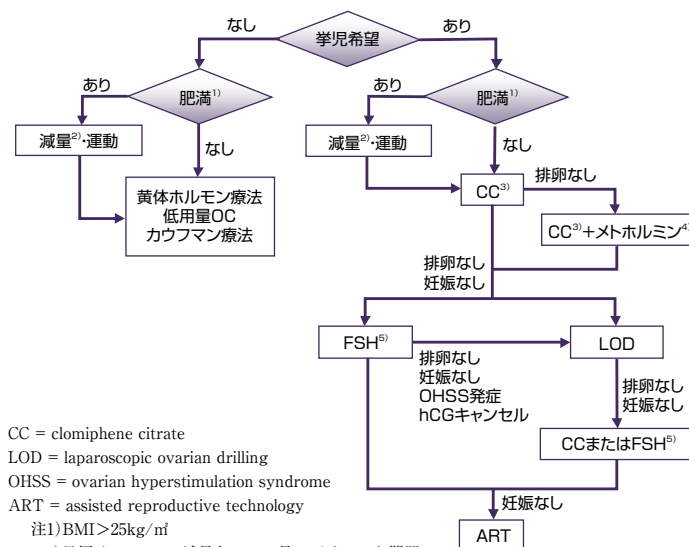 挙児希望
なし
あり
肥満1)
あり
なし
減量2)・運動
黄体ホルモン療法
低用量OC
カウフマン療法
肥満1)
あり
なし
減量2)・運動
CC3)
排卵なし
CC3)+メトホルミン4)
排卵なし
妊娠なし
FSH5)
排卵なし
妊娠なし
OHSS発症
hCGキャンセル
LOD
排卵なし
妊娠なし
CCまたはFSH5)
妊娠なし
ART
CC = clomiphene citrate
LOD = laparoscopic ovarian drilling
OHSS = ovarian hyperstimulation syndrome
ART = assisted reproductive technology
注1)BMI>25kg/㎡